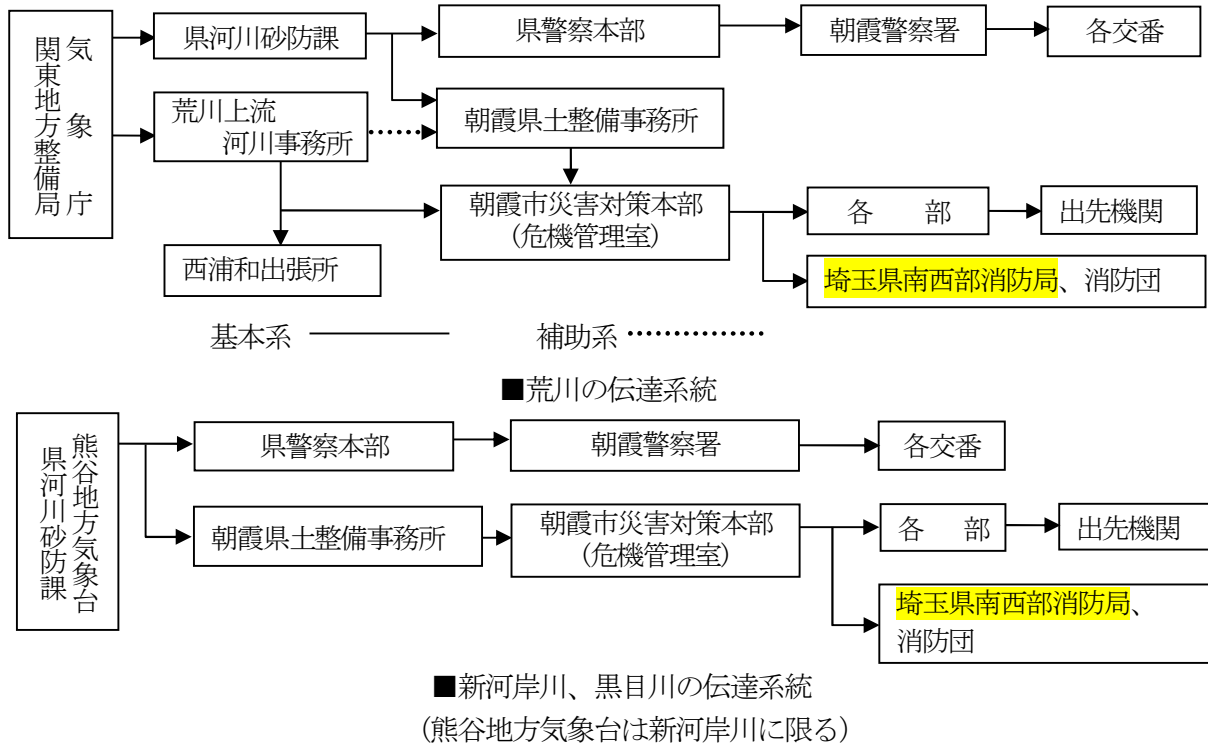 気象庁
関東地方整備局
県河川砂防課
県警察本部
朝霞警察署
各交番
荒川上流
河川事務所
朝霞県土整備事務所
朝霞市災害対策本部
（危機管理室）
各　部
出先機関
西浦和出張所
埼玉県南西部消防局、消防団
基本系
補助系
■荒川の伝達系統
熊谷地方気象台
県河川砂防課
県警察本部
朝霞警察署
各交番
朝霞県土整備事務所
朝霞市災害対策本部
（危機管理室）
各　部
出先機関
埼玉県南西部消防局、
消防団
■新河岸川、黒目川の伝達系統
（熊谷地方気象台は新河岸川に限る）